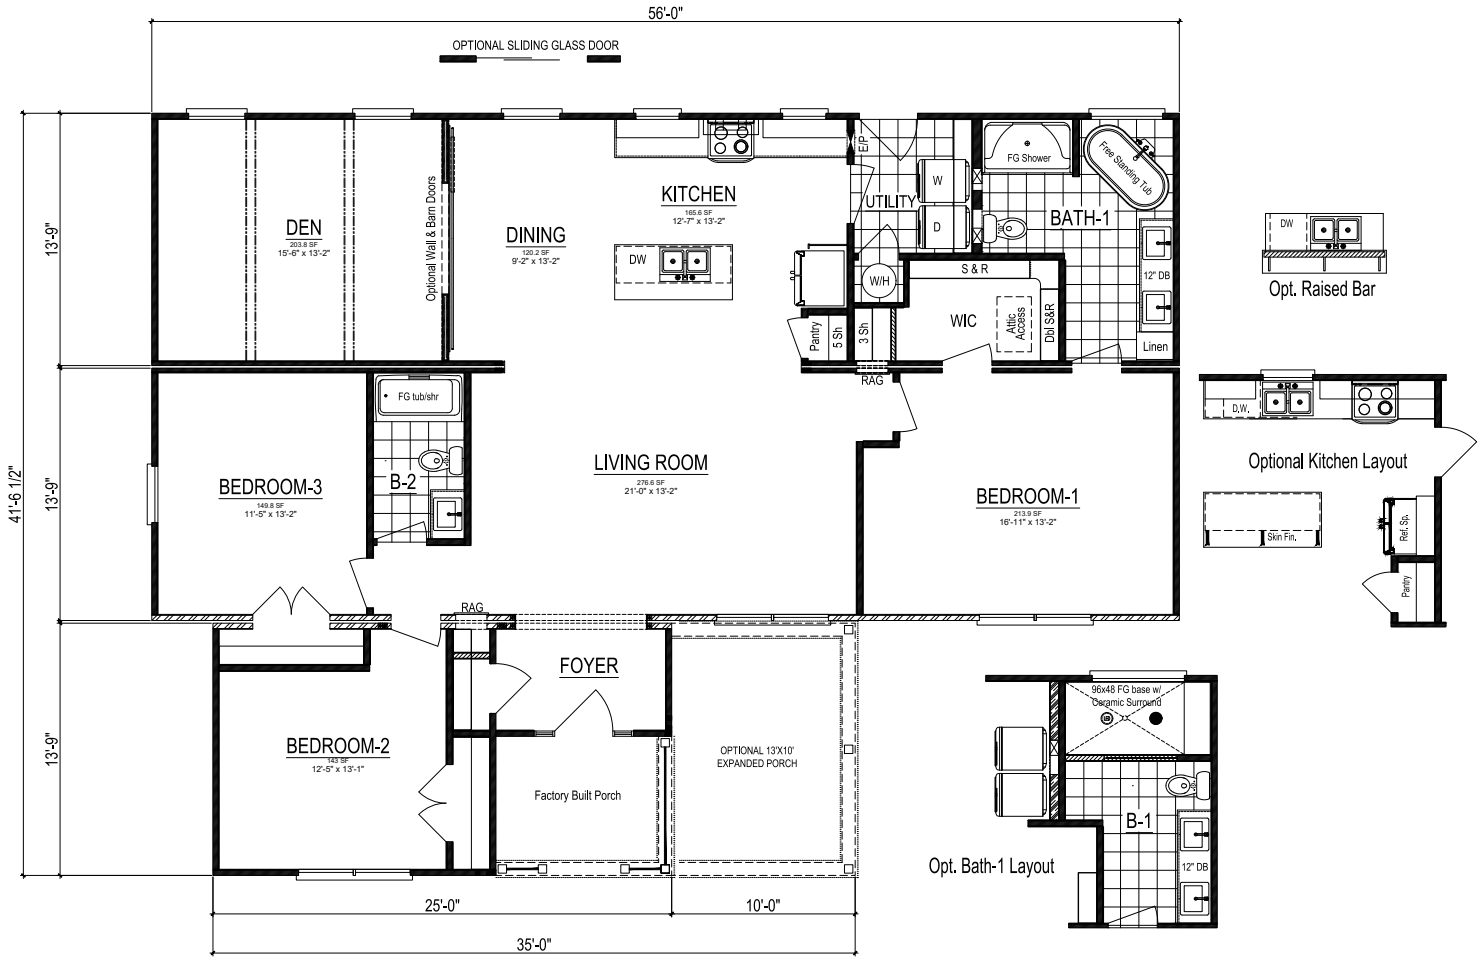 56'-0"
OPTIONAL SLIDING GLASS DOOR
41'-6 1/2"
13'-9"
13'-9"
13'-9"
DEN
203.8 SF
15'-6" x 13'-2"
Optional Wall & Barn Doors
DINING
120.2 SF
9'-2" x 13'-2"
KITCHEN
165.6 SF
12'-7" x 13'-2"
DW
Pantry
5 Sh
3 Sh
E/P
UTILITY
W
D
W/H
FG Shower
Free Standing Tub
BATH-1
12" DB
Linen
S & R
WIC
Attic
Access
Dbl S&R
RAG
DW
Opt. Raised Bar
BEDROOM-3
149.8 SF
11'-5" x 13'-2"
FG tub/shr
B-2
LIVING ROOM
276.6 SF
21'-0" x 13'-2"
BEDROOM-1
213.9 SF
16'-11" x 13'-2"
D.W.
Optional Kitchen Layout
Skin Fin.
Ref. Sp.
Pantry
RAG
FOYER
BEDROOM-2
143 SF
12'-5" x 13'-1"
Factory Built Porch
OPTIONAL 13'X10'
EXPANDED PORCH
96x48 FG base w/
Ceramic Surround
B-1
12" DB
Opt. Bath-1 Layout
25'-0"
10'-0"
35'-0"